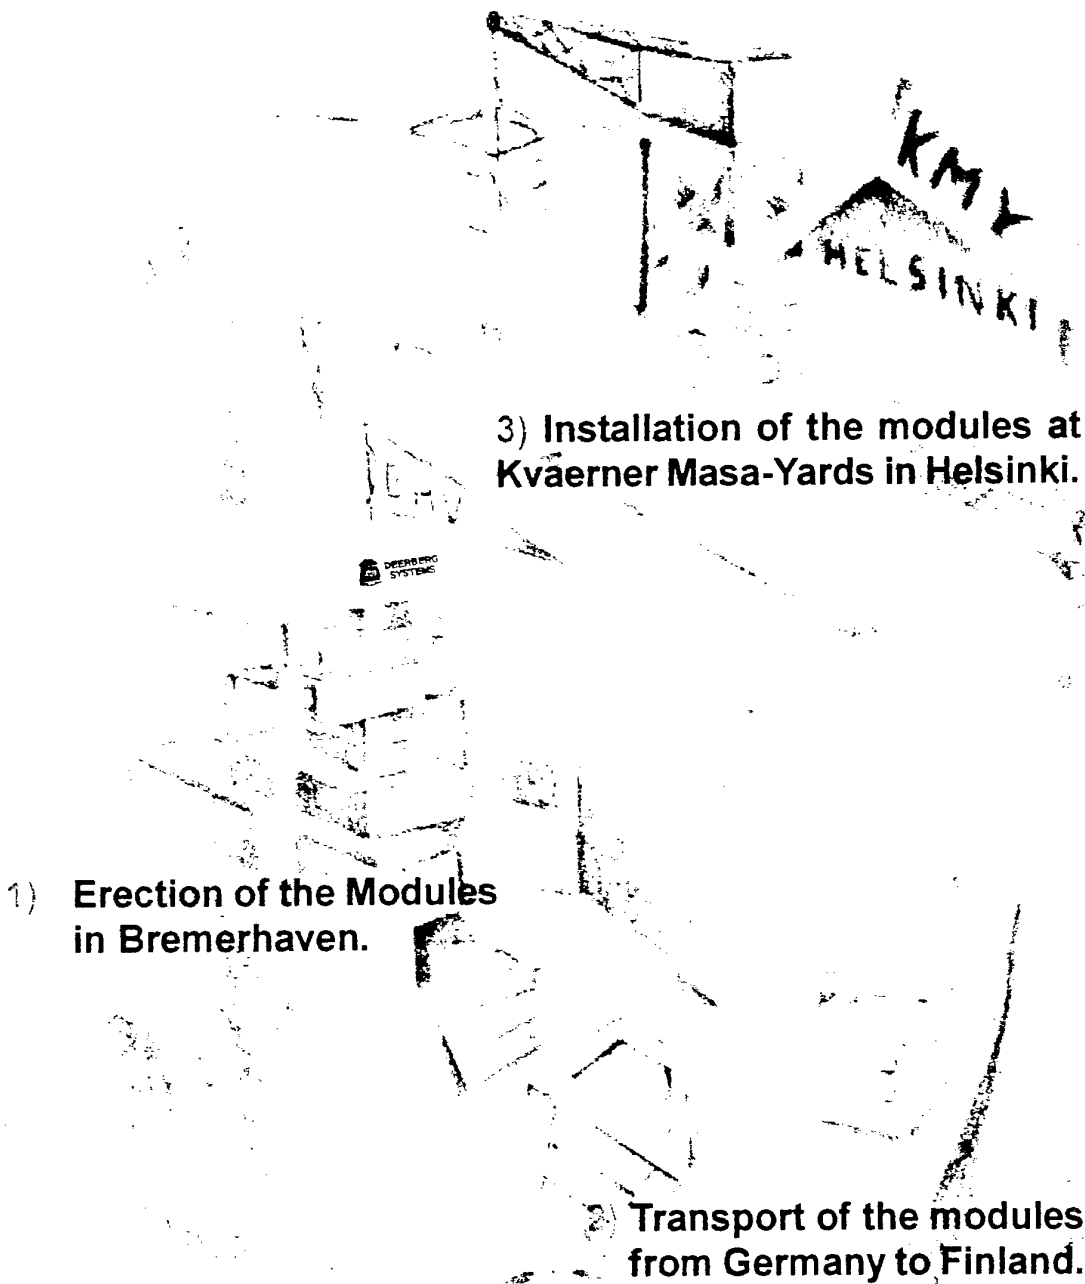 KMY
HELSINKI
3) Installation of the modules at
Kvaerner Masa-Yards in Helsinki.
DEERBERG
SYSTEMS
1) Erection of the Modules
in Bremerhaven.
2) Transport of the modules
from Germany to Finland.